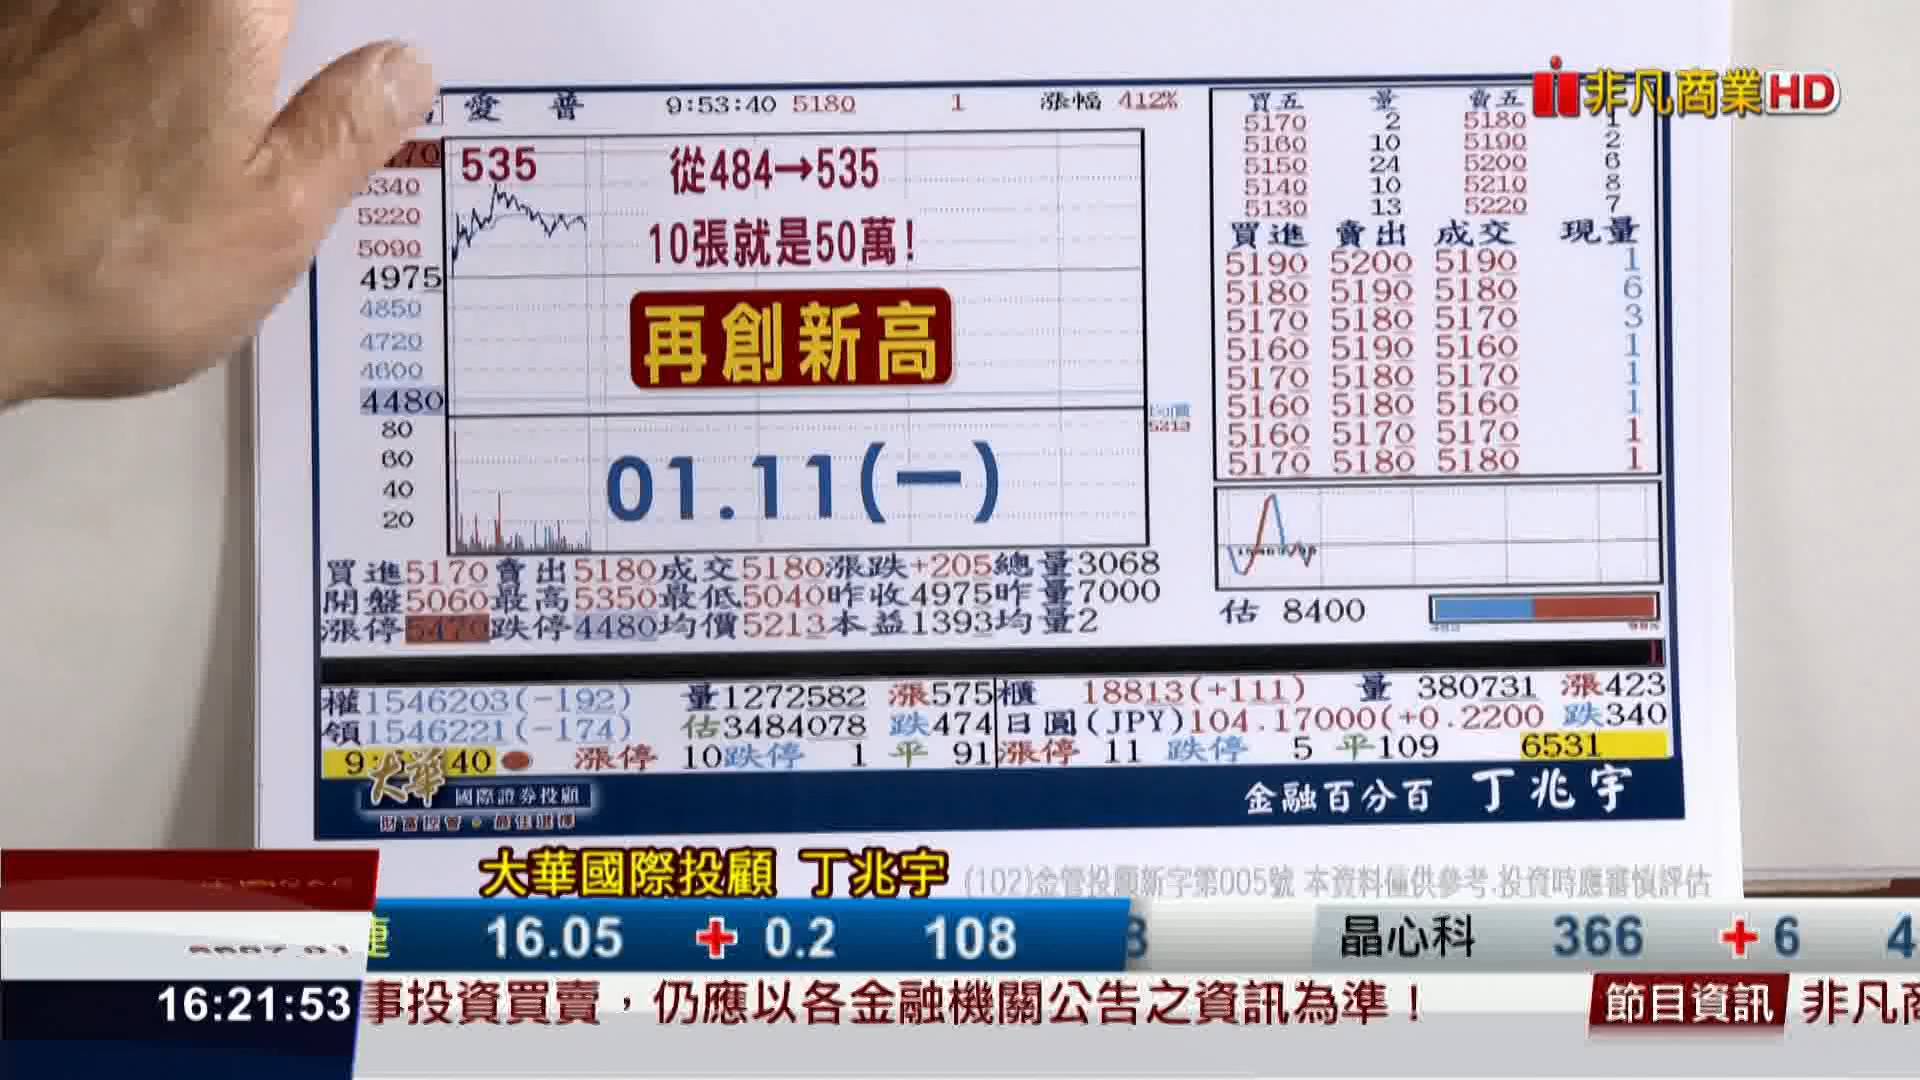 非凡商業HD
愛普 9:53:40 5180 1 漲幅 412%
535
從484→535
10張就是50萬!
再創新高
01.11(一)
5340
5220
5090
4975
4850
4720
4600
4480
80
60
40
20
5213
買五 量 賣五
5170 2 5180 1
5160 10 5190 2
5150 24 5200 6
5140 10 5210 8
5130 13 5220 7
買進 賣出 成交 現量
5190 5200 5190 1
5180 5190 5180 6
5170 5180 5170 3
5160 5190 5160 1
5170 5180 5170 1
5160 5180 5160 1
5160 5170 5170 1
5170 5180 5180 1
估 8400
買進5170賣出5180成交5180漲跌+205總量3068
開盤5060最高5350最低5040昨收4975昨量7000
漲停5470跌停4480均價5213本益1393均量2
權1546203(-192) 量1272582 漲575
領1546221(-174) 估3484078 跌474
漲停 10跌停 1 平 91
櫃 18813(+111) 量 380731 漲423
日圓(JPY)104.17000(+0.2200 跌340
漲停 11 跌停 5 平109 6531
大華國際證券投顧
財富控管 最佳選擇
金融百分百 丁兆宇
大華國際投顧 丁兆宇
(102)金管投顧新字第005號 本資料僅供參考,投資時應審慎評估
16.05 + 0.2 108
晶心科 366 + 6 4
16:21:53
事投資買賣，仍應以各金融機關公告之資訊為準！
節目資訊 非凡商